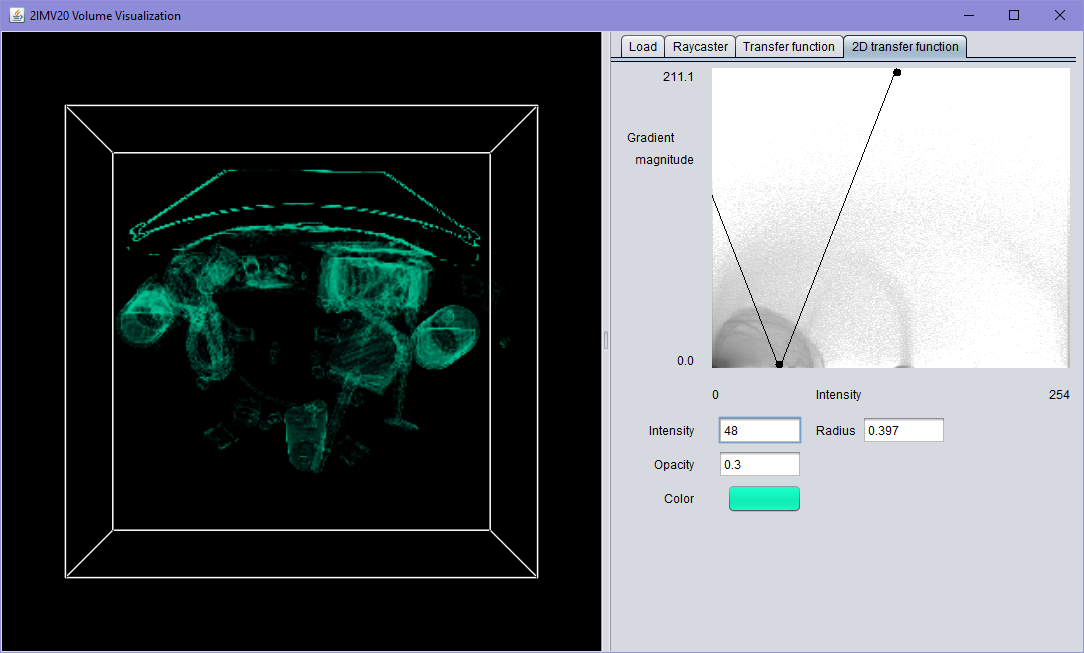 2IMV20 Volume Visualization
Load Raycaster Transfer function 2D transfer function
211.1
Gradient
magnitude
0.0
0 Intensity 254
Intensity 48 Radius 0.397
Opacity 0.3
Color